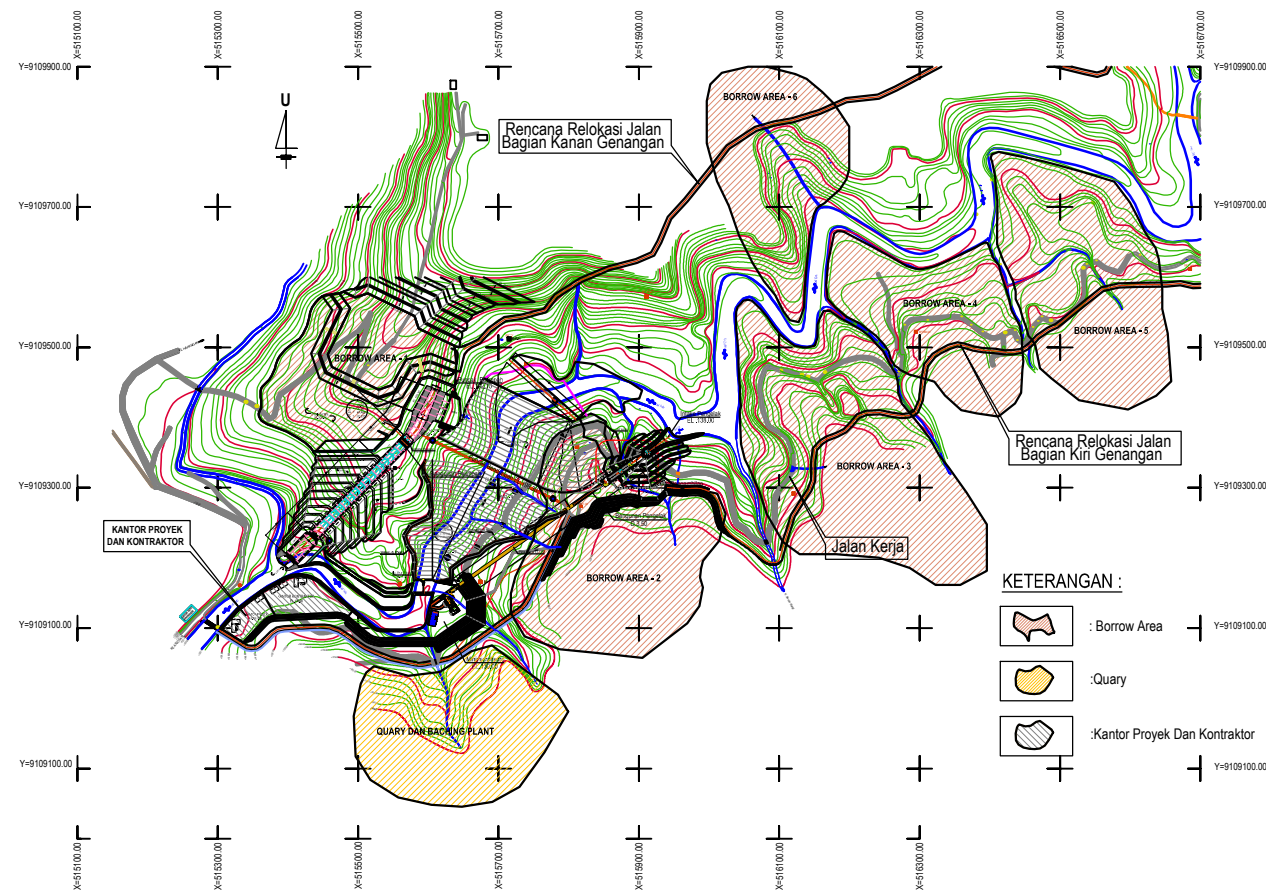 X=515100.00
X=515300.00
X=515500.00
X=515700.00
X=515900.00
X=516100.00
X=516300.00
X=516500.00
X=516700.00
Y=9109900.00
Y=9109900.00
U
BORROW AREA - 6
Rencana Relokasi Jalan
Bagian Kanan Genangan
Y=9109700.00
Y=9109700.00
BORROW AREA - 4
BORROW AREA - 5
Y=9109500.00
Y=9109500.00
BORROW AREA - 1
EL .138,00
Rencana Relokasi Jalan
Bagian Kiri Genangan
BORROW AREA - 3
Y=9109300.00
Y=9109300.00
KANTOR PROYEK
DAN KONTRAKTOR
Jalan Kerja
BORROW AREA - 2
KETERANGAN :
: Borrow Area
Y=9109100.00
Y=9109100.00
:Quary
QUARY DAN BACHING PLANT
:Kantor Proyek Dan Kontraktor
Y=9109100.00
Y=9109100.00
X=515100.00
X=515300.00
X=515500.00
X=515700.00
X=515900.00
X=516100.00
X=516300.00